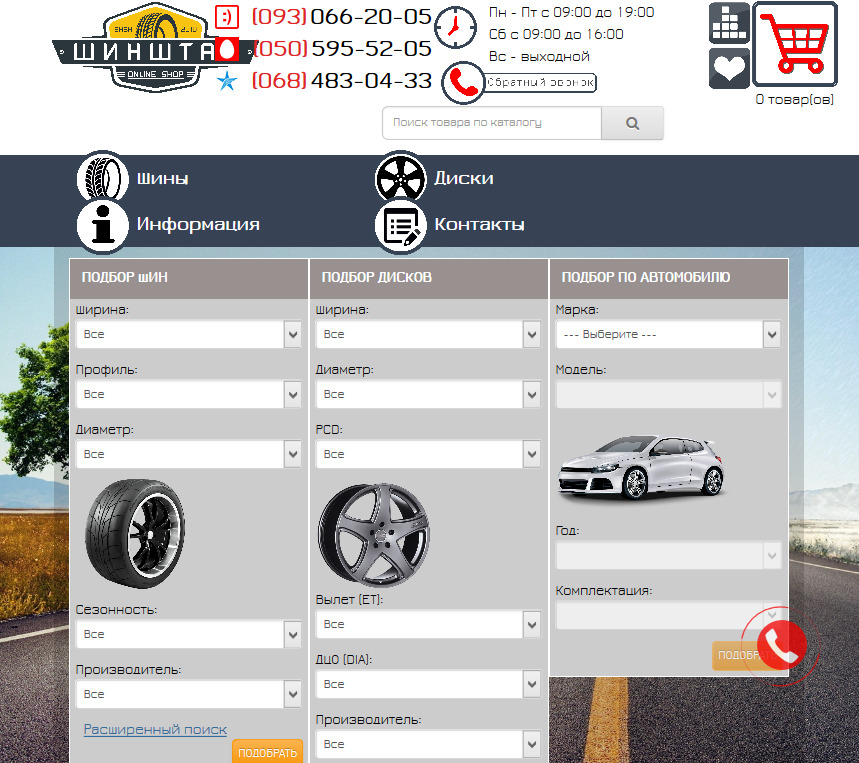 ШИНШТА
ONLINE SHOP
(093) 066-20-05
(050) 595-52-05
(068) 483-04-33
Пн - Пт с 09:00 до 19:00
Сб с 09:00 до 16:00
Вс - выходной
Обратный звонок
0 товар(ов)
Поиск товара по каталогу
Шины
Диски
Информация
Контакты
ПОДБОР шИН
Ширина:
Все
Профиль:
Все
Диаметр:
Все
Сезонность:
Все
Производитель:
Все
Расширенный поиск
ПОДОБРАТЬ
ПОДБОР ДИСКОВ
Ширина:
Все
Диаметр:
Все
PCD:
Все
Вылет (ET):
Все
ДЦО (DIA):
Все
Производитель:
Все
ПОДБОР ПО АВТОМОБИЛЮ
Марка:
--- Выберите ---
Модель:
Год:
Комплектация: